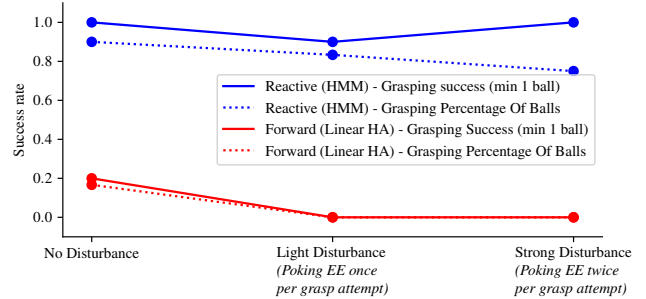 1.0
0.8
0.6
0.4
0.2
0.0
Success rate
Reactive (HMM) - Grasping success (min 1 ball)
Reactive (HMM) - Grasping Percentage Of Balls
Forward (Linear HA) - Grasping Success (min 1 ball)
Forward (Linear HA) - Grasping Percentage Of Balls
No Disturbance
Light Disturbance
(Poking EE once
per grasp attempt)
Strong Disturbance
(Poking EE twice
per grasp attempt)